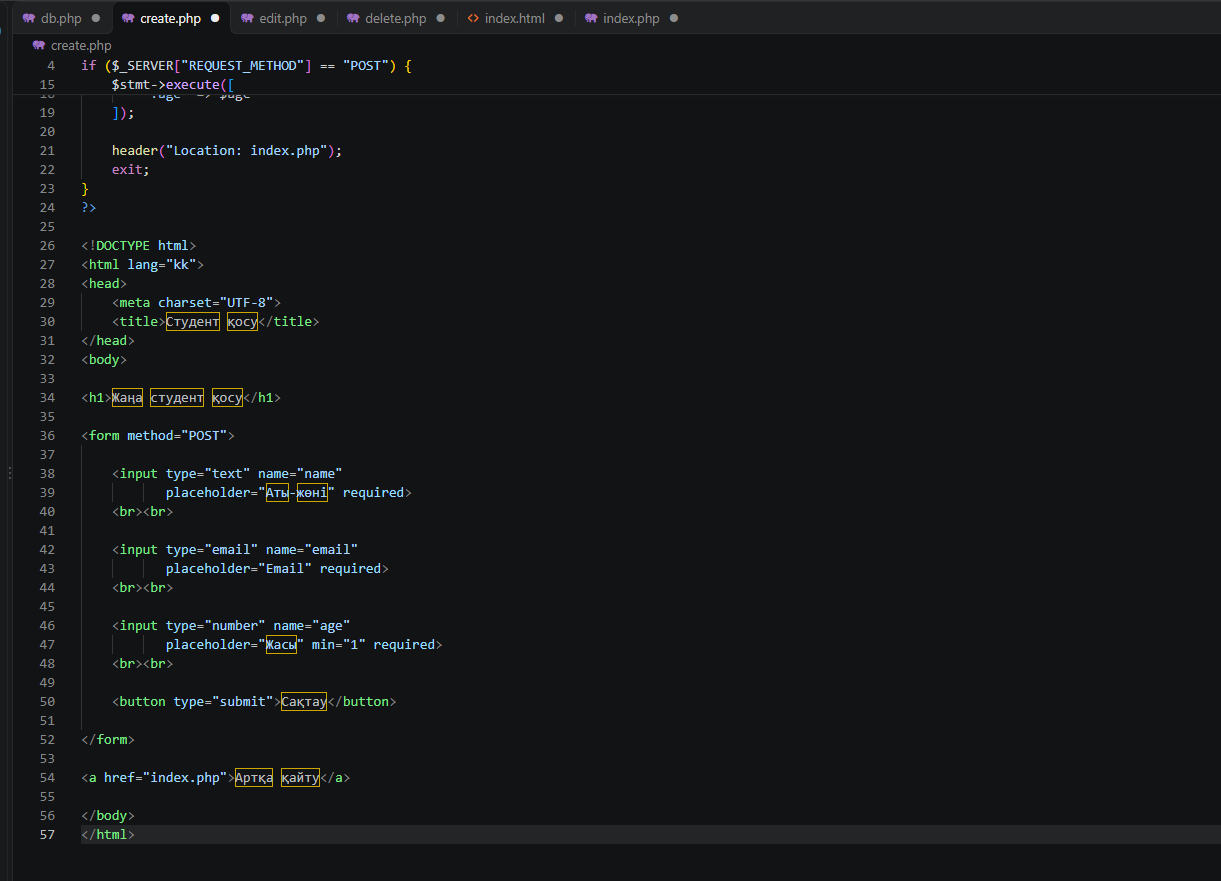 db.php create.php edit.php delete.php index.html index.php
create.php
4 if ($_SERVER["REQUEST_METHOD"] == "POST") {
15 $stmt->execute([
19 ]);
20
21 header("Location: index.php");
22 exit;
23 }
24 ?>
25
26 <!DOCTYPE html>
27 <html lang="kk">
28 <head>
29 <meta charset="UTF-8">
30 <title>Студент қосу</title>
31 </head>
32 <body>
33
34 <h1>Жаңа студент қосу</h1>
35
36 <form method="POST">
37
38 <input type="text" name="name"
39 placeholder="Аты-жөні" required>
40 <br><br>
41
42 <input type="email" name="email"
43 placeholder="Email" required>
44 <br><br>
45
46 <input type="number" name="age"
47 placeholder="Жасы" min="1" required>
48 <br><br>
49
50 <button type="submit">Сақтау</button>
51
52 </form>
53
54 <a href="index.php">Артқа қайту</a>
55
56 </body>
57 </html>